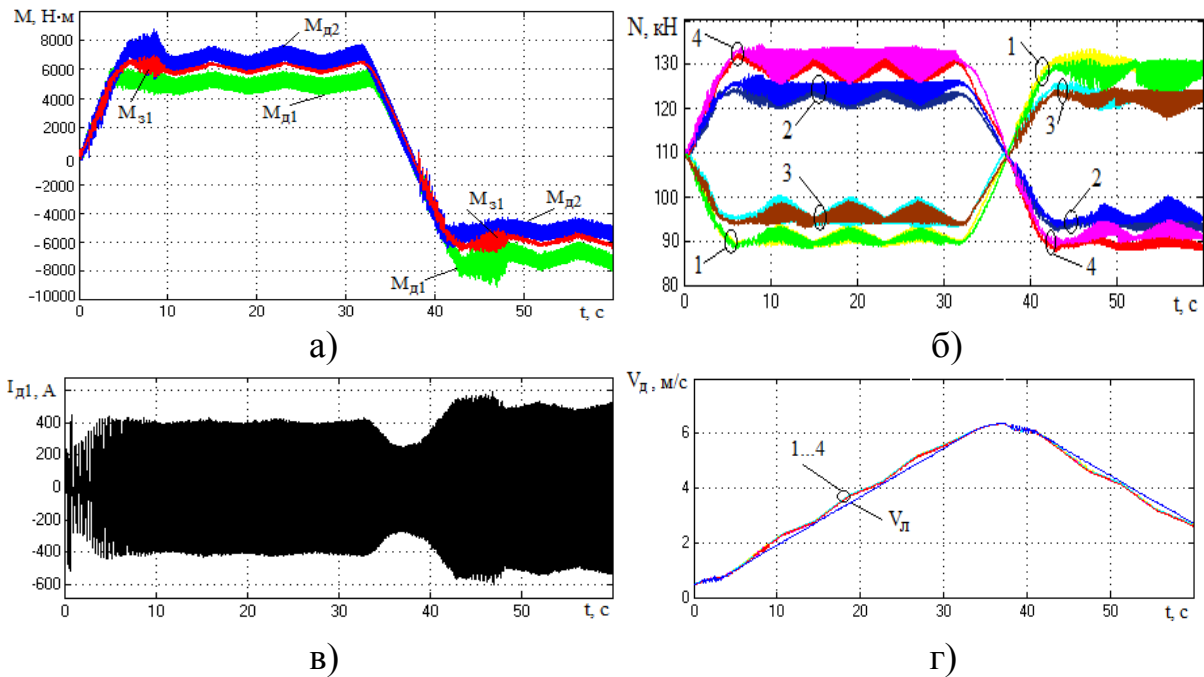 M, Н·м
8000
6000
4000
2000
0
-2000
-4000
-6000
-8000
-10000
Mд2
Mз1
Mд1
Mз1
Mд2
Mд1
0 10 20 30 40 50
t, с
а)
N, кН
130
120
110
100
90
80
4
2
1
3
3
1
2
4
0 10 20 30 40 50
t, с
б)
Iд1, А
400
200
0
-200
-400
-600
0 10 20 30 40 50
t, с
в)
Vд, м/с
6
4
2
0
1...4
Vл
0 10 20 30 40 50
t, с
г)